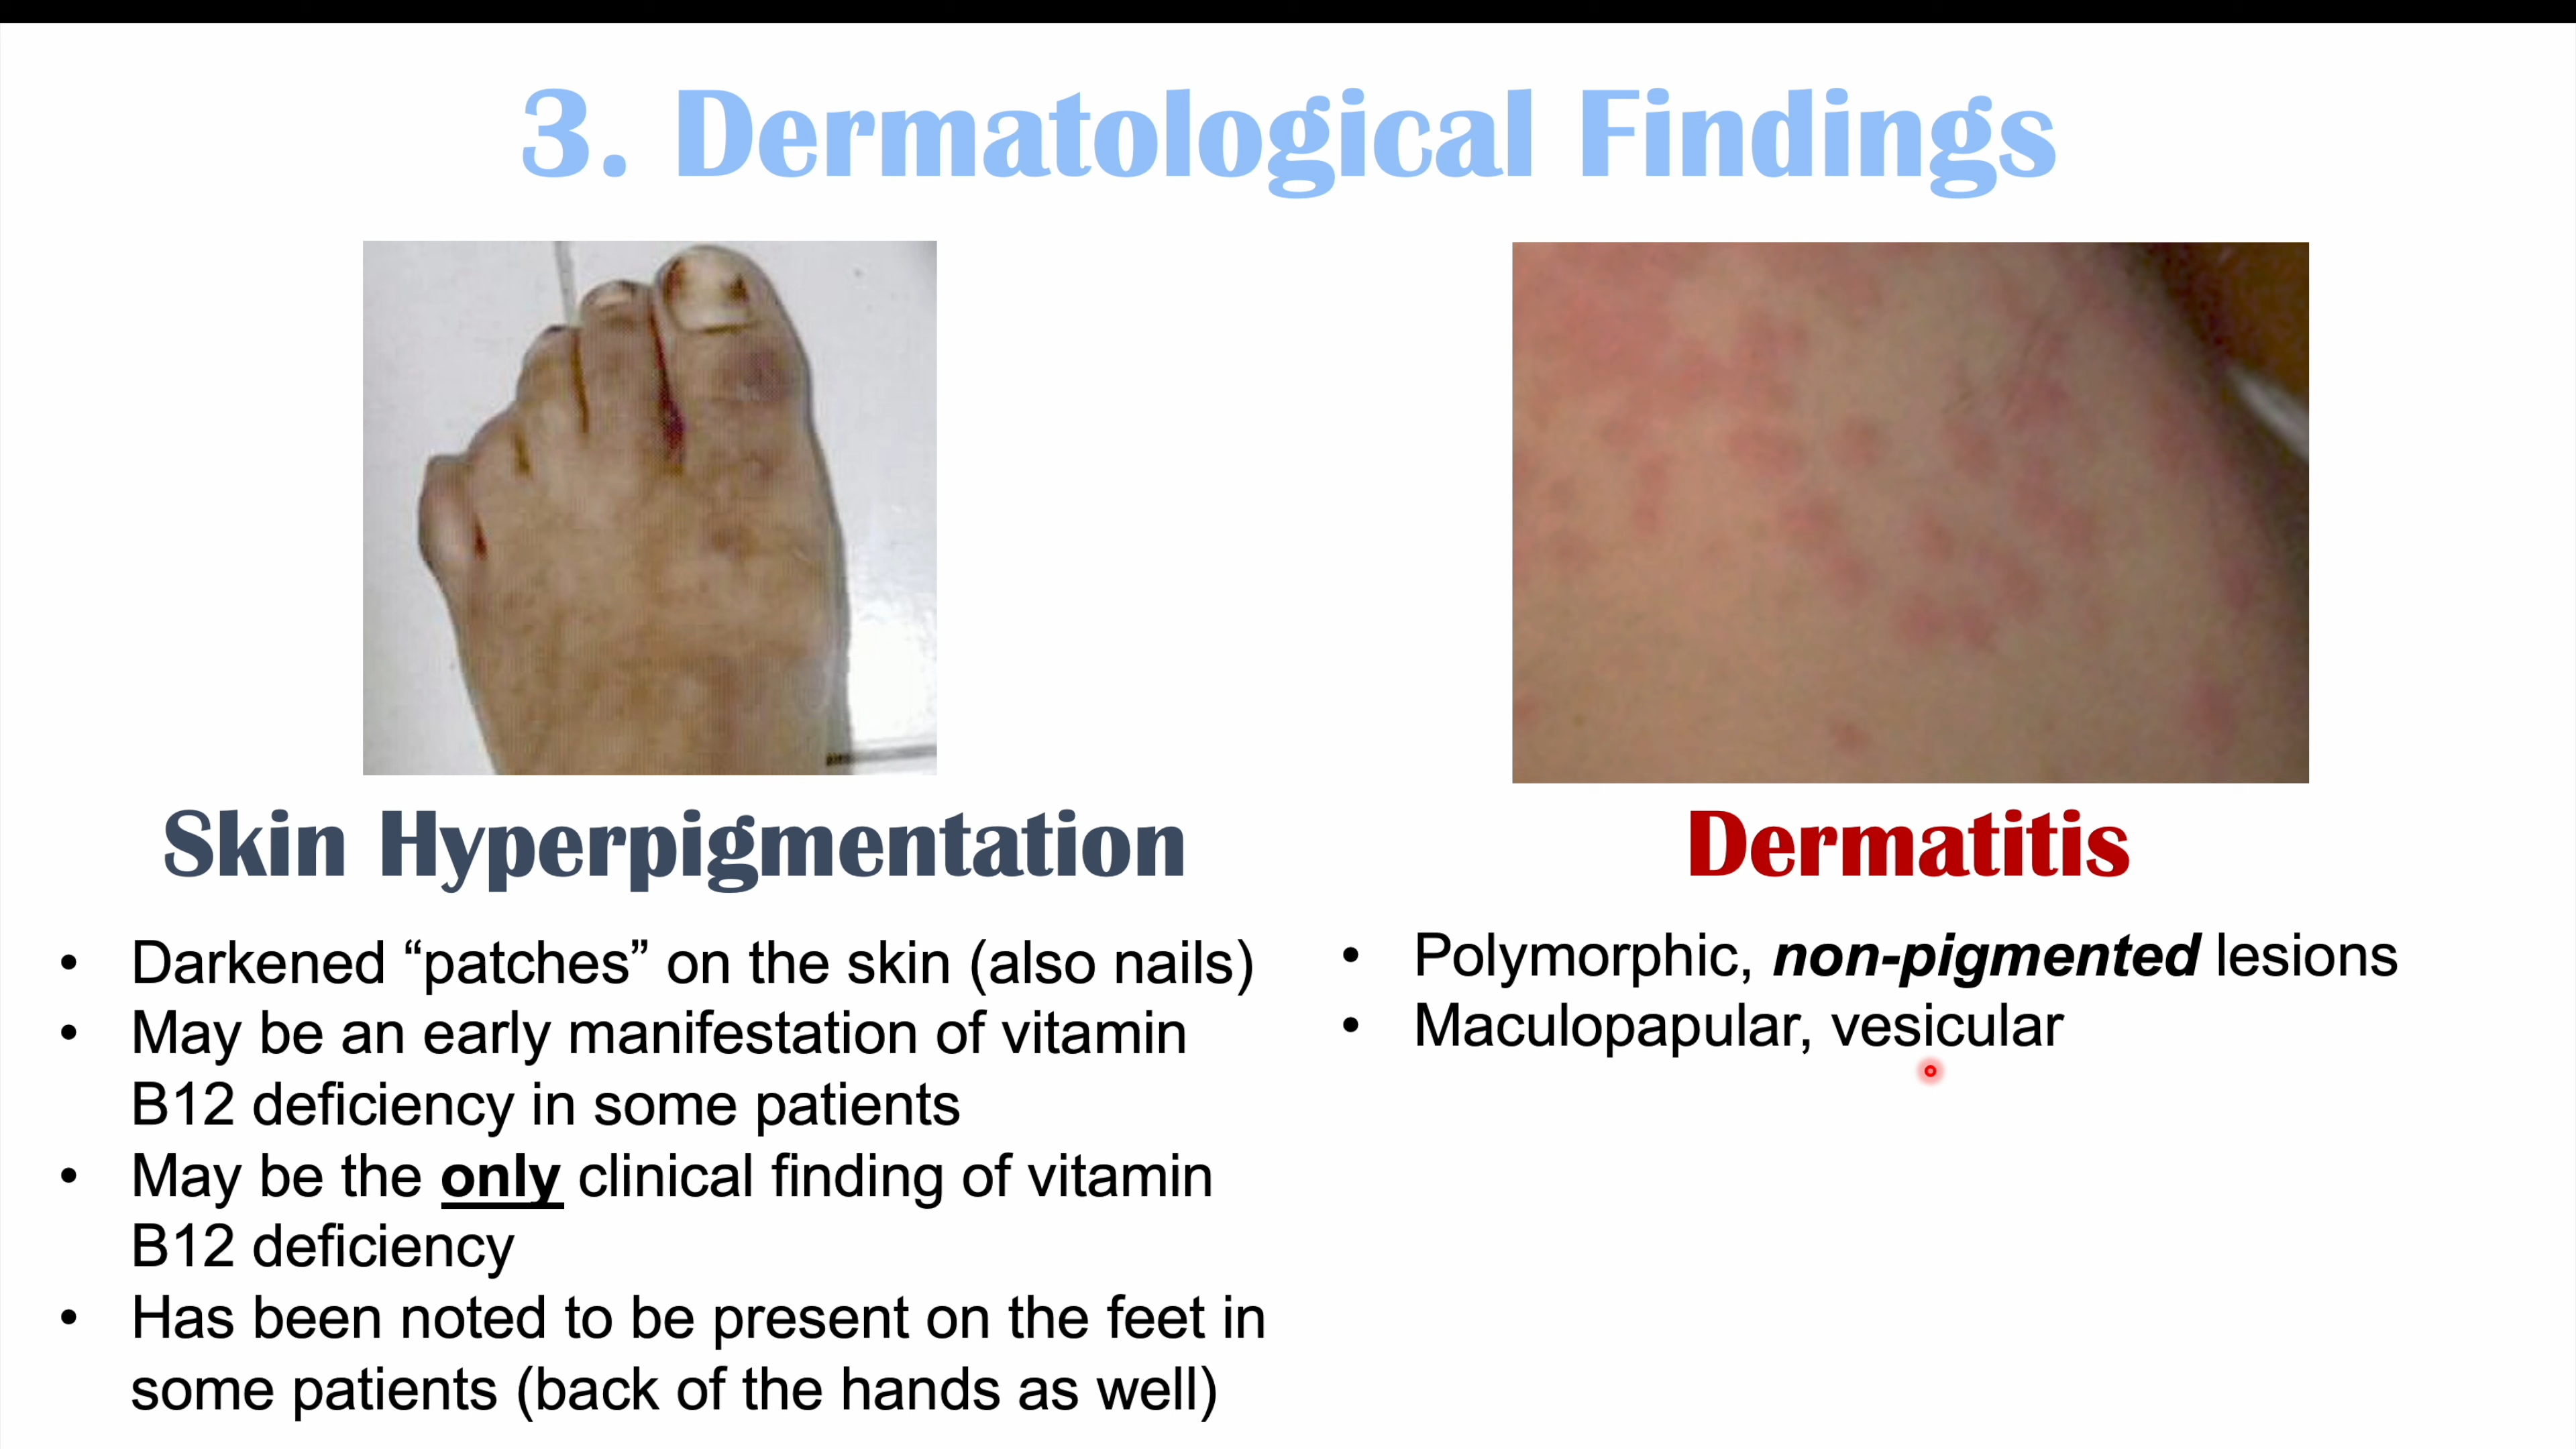 3. Dermatological Findings
Skin Hyperpigmentation
• Darkened “patches” on the skin (also nails)
• May be an early manifestation of vitamin
B12 deficiency in some patients
• May be the only clinical finding of vitamin
B12 deficiency
• Has been noted to be present on the feet in
some patients (back of the hands as well)
Dermatitis
• Polymorphic, non-pigmented lesions
• Maculopapular, vesicular